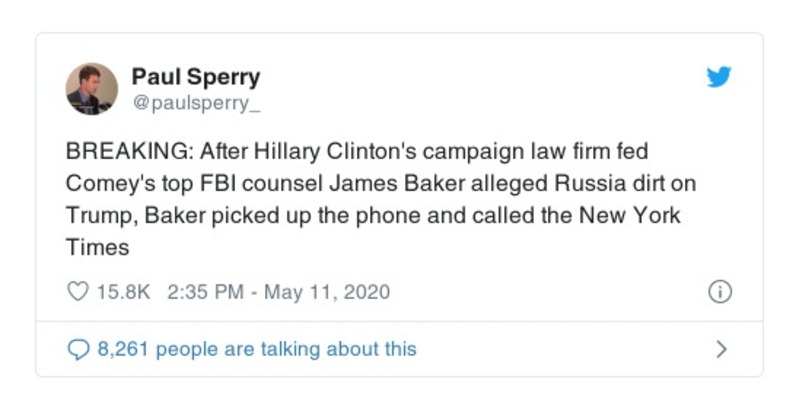 Paul Sperry
@paulsperry_
BREAKING: After Hillary Clinton's campaign law firm fed
Comey's top FBI counsel James Baker alleged Russia dirt on
Trump, Baker picked up the phone and called the New York
Times
15.8K 2:35 PM - May 11, 2020
8,261 people are talking about this